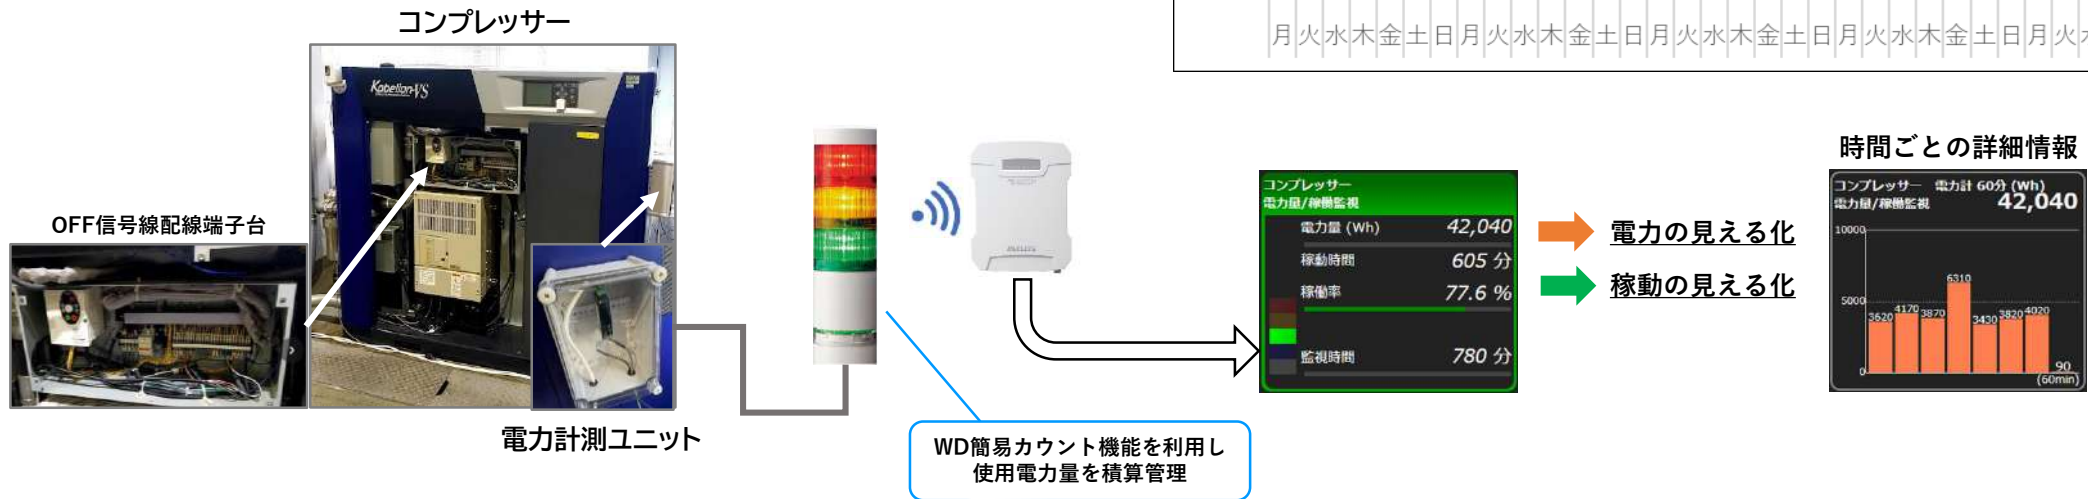 コンプレッサー
月火水木金土日月火水木金土日月火水木金土日月火水木金土日月火
Kobelion-VS
OFF信号線配線端子台
電力計測ユニット
WD簡易カウント機能を利用し
使用電力量を積算管理
コンプレッサー
電力量/稼働監視
電力量 (Wh) 42,040
稼動時間 605 分
稼働率 77.6 %
監視時間 780 分
電力の見える化
稼動の見える化
時間ごとの詳細情報
コンプレッサー 電力計 60分 (Wh)
電力量/稼働監視 42,040
10000
5000
0
3620 4170 3870 6310 3430 3820 4020 90
(60min)